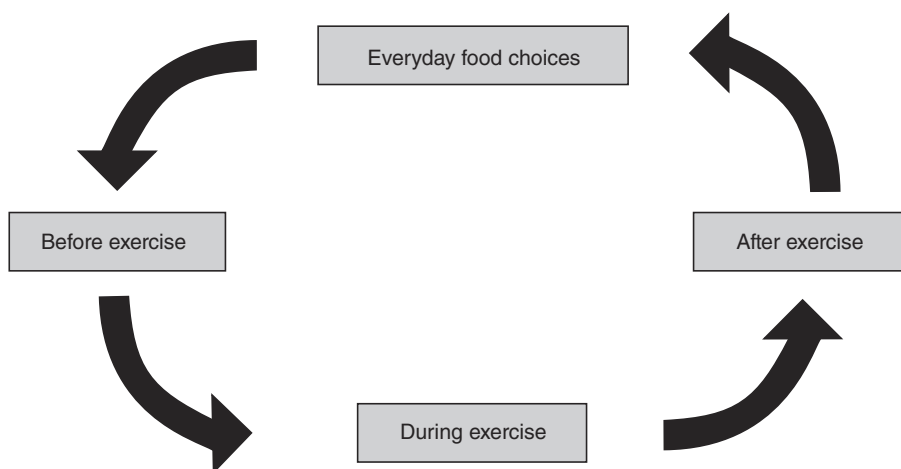 Everyday food choices
Before exercise
After exercise
During exercise